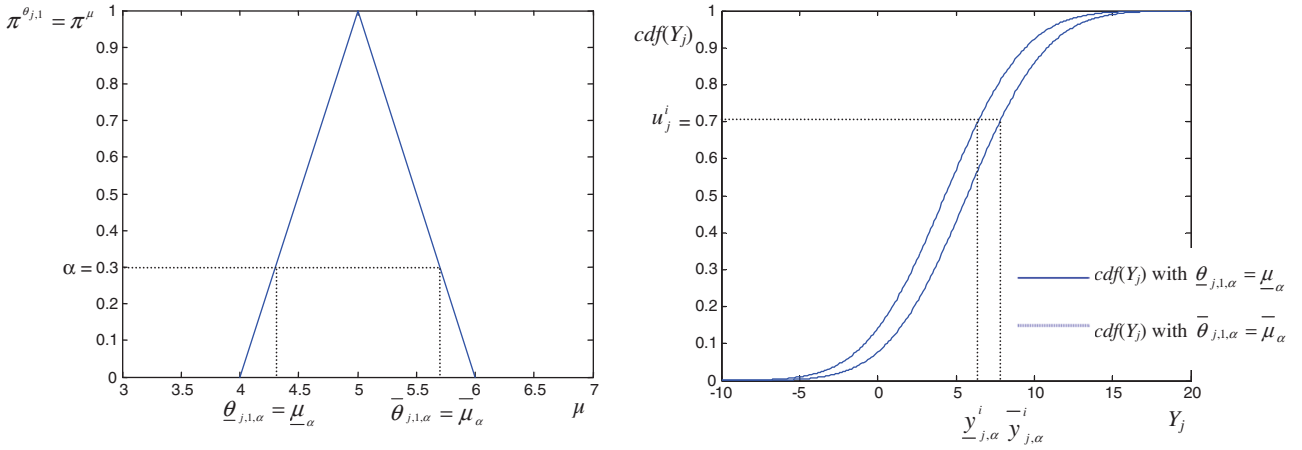 π^{θ_{j,1}} = π^μ
1
0.9
0.8
0.7
0.6
0.5
0.4
α = 0.3
0.2
0.1
0
3 3.5 4 4.5 5 5.5 6 6.5 7
θ̲_{j,1,α} = μ̲_α θ̄_{j,1,α} = μ̄_α μ
cdf(Y_j)
1
0.9
0.8
u_j^i = 0.7
0.6
0.5
0.4
0.3
0.2
0.1
0
-10 -5 0 5 10 15 20
y̲^i_{j,α} ȳ^i_{j,α} Y_j
cdf(Y_j) with θ̲_{j,1,α} = μ̲_α
cdf(Y_j) with θ̄_{j,1,α} = μ̄_α